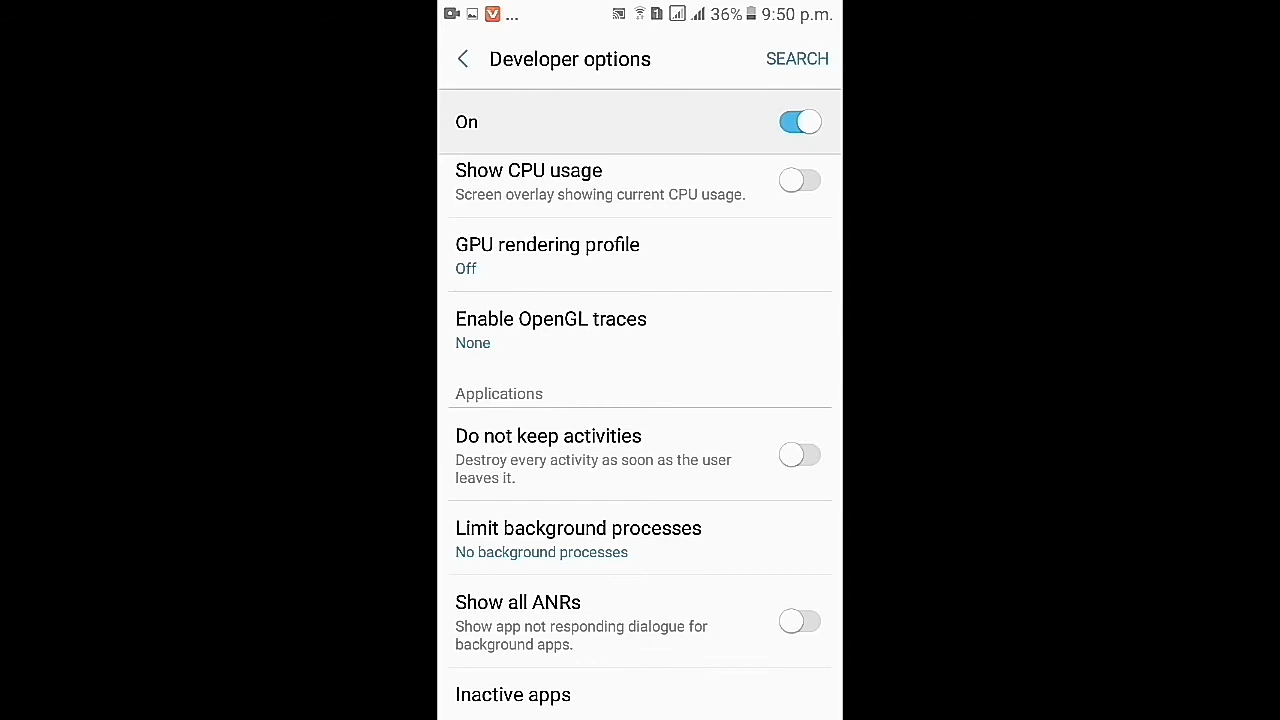 ... 36% 9:50 p.m.
Developer options SEARCH
On
Show CPU usage
Screen overlay showing current CPU usage.
GPU rendering profile
Off
Enable OpenGL traces
None
Applications
Do not keep activities
Destroy every activity as soon as the user
leaves it.
Limit background processes
No background processes
Show all ANRs
Show app not responding dialogue for
background apps.
Inactive apps